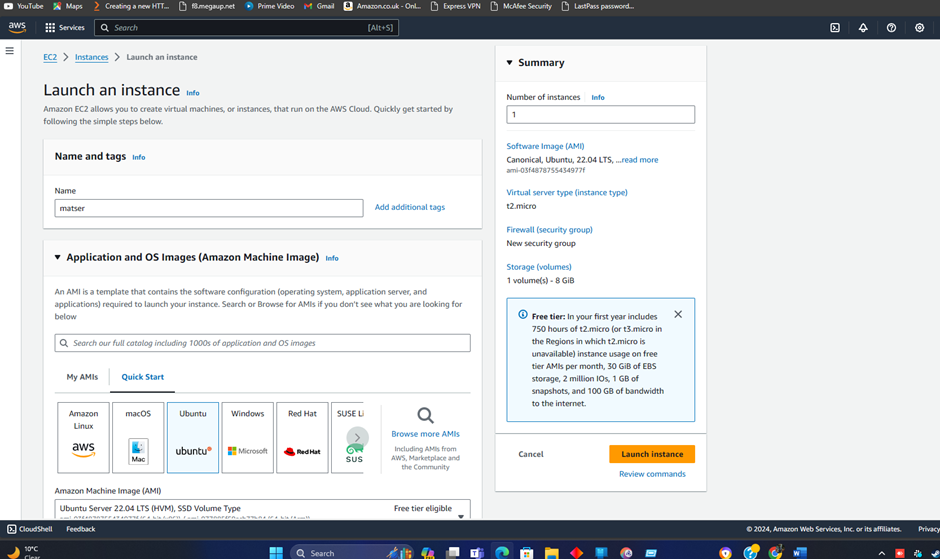 YouTube Maps Creating a new HTT... f8.megaup.net Prime Video Gmail Amazon.co.uk - Onl... Express VPN McAfee Security LastPass password...
aws Services Search [Alt+S]
EC2 Instances Launch an instance
Launch an instance Info
Amazon EC2 allows you to create virtual machines, or instances, that run on the AWS Cloud. Quickly get started by
following the simple steps below.
Name and tags Info
Name
matser
Add additional tags
Application and OS Images (Amazon Machine Image) Info
An AMI is a template that contains the software configuration (operating system, application server, and
applications) required to launch your instance. Search or Browse for AMIs if you don't see what you are looking for
below
Search our full catalog including 1000s of application and OS images
My AMIs Quick Start
Amazon
Linux
aws
macOS
Mac
Ubuntu
ubuntu
Windows
Microsoft
Red Hat
Red Hat
SUSE Li
SUS
Browse more AMIs
Including AMIs from
AWS, Marketplace and
the Community
Amazon Machine Image (AMI)
Ubuntu Server 22.04 LTS (HVM), SSD Volume Type
Free tier eligible
Summary
Number of instances Info
1
Software Image (AMI)
Canonical, Ubuntu, 22.04 LTS, ...read more
ami-03f4878755434977f
Virtual server type (instance type)
t2.micro
Firewall (security group)
New security group
Storage (volumes)
1 volume(s) - 8 GiB
Free tier: In your first year includes
750 hours of t2.micro (or t3.micro in
the Regions in which t2.micro is
unavailable) instance usage on free
tier AMIs per month, 30 GiB of EBS
storage, 2 million IOs, 1 GB of
snapshots, and 100 GB of bandwidth
to the internet.
Cancel
Launch instance
Review commands
CloudShell Feedback
© 2024, Amazon Web Services, Inc. or its affiliates. Privacy
10°C
Clear
Search